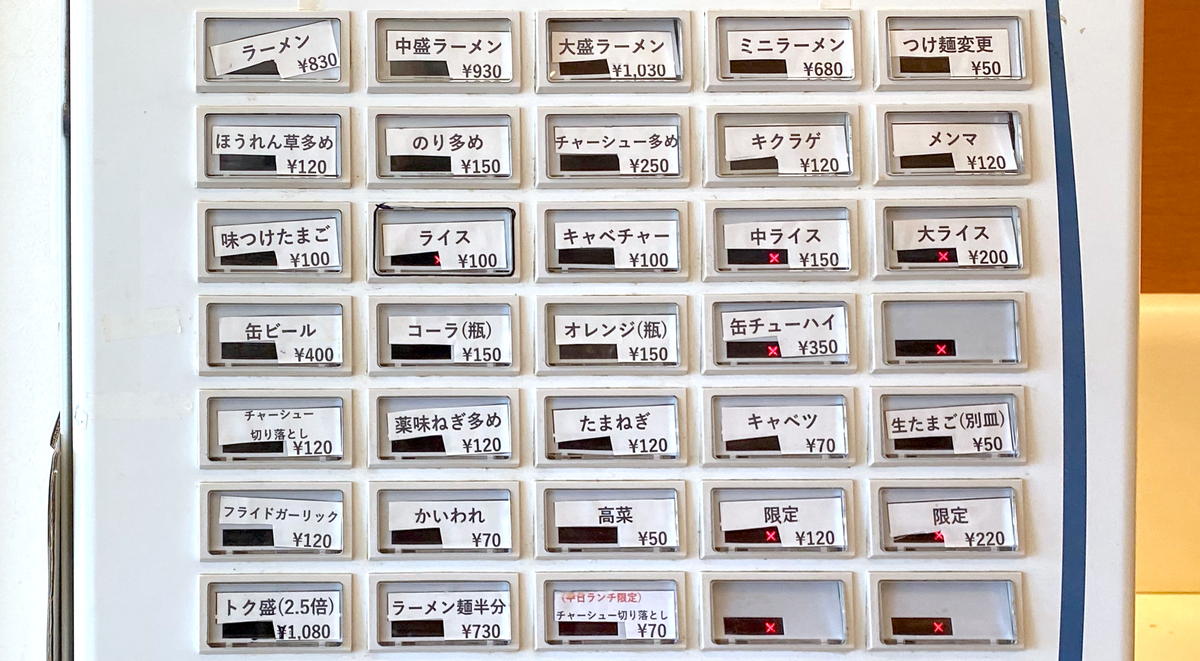 ラーメン
¥830
中盛ラーメン
¥930
大盛ラーメン
¥1,030
ミニラーメン
¥680
つけ麺変更
¥50
ほうれん草多め
¥120
のり多め
¥150
チャーシュー多め
¥250
キクラゲ
¥120
メンマ
¥120
味つけたまご
¥100
ライス
¥100
キャベチャー
¥100
中ライス
¥150
大ライス
¥200
缶ビール
¥400
コーラ(瓶)
¥150
オレンジ(瓶)
¥150
缶チューハイ
¥350
チャーシュー
切り落とし
¥120
薬味ねぎ多め
¥120
たまねぎ
¥120
キャベツ
¥70
生たまご(別皿)
¥50
フライドガーリック
¥120
かいわれ
¥70
高菜
¥50
限定
¥120
限定
¥220
トク盛(2.5倍)
¥1,080
ラーメン麺半分
¥730
(平日ランチ限定)
チャーシュー切り落とし
¥70